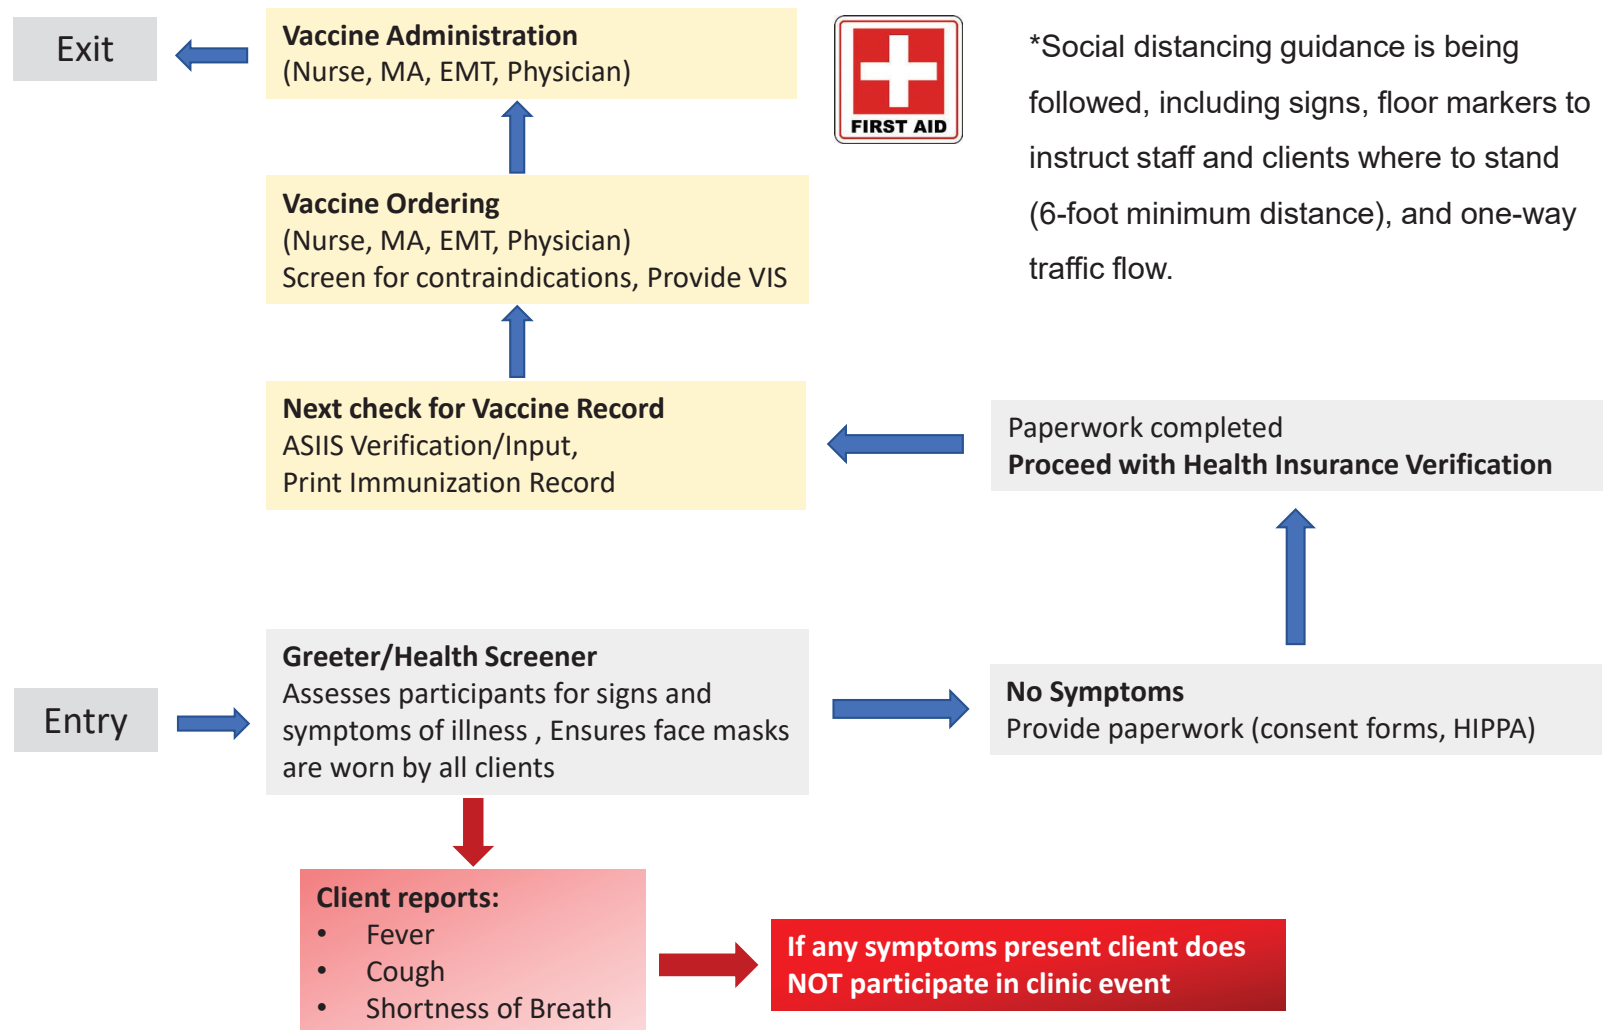 Exit
Vaccine Administration
(Nurse, MA, EMT, Physician)
FIRST AID
*Social distancing guidance is being
followed, including signs, floor markers to
instruct staff and clients where to stand
(6-foot minimum distance), and one-way
traffic flow.
Vaccine Ordering
(Nurse, MA, EMT, Physician)
Screen for contraindications, Provide VIS
Next check for Vaccine Record
ASIIS Verification/Input,
Print Immunization Record
Paperwork completed
Proceed with Health Insurance Verification
Entry
Greeter/Health Screener
Assesses participants for signs and
symptoms of illness , Ensures face masks
are worn by all clients
No Symptoms
Provide paperwork (consent forms, HIPPA)
Client reports:
• Fever
• Cough
• Shortness of Breath
If any symptoms present client does
NOT participate in clinic event